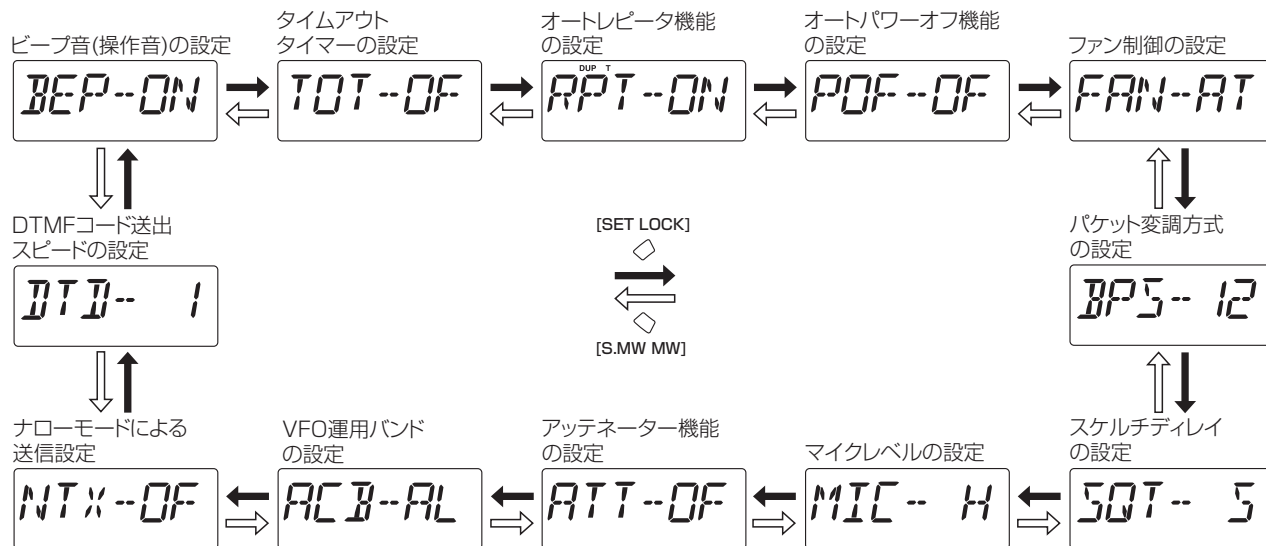 ビープ音(操作音)の設定
BEP-ON
タイムアウト
タイマーの設定
TOT-OF
オートレピータ機能
の設定
DUP T
RPT-ON
オートパワーオフ機能
の設定
POF-OF
ファン制御の設定
FAN-AT
DTMFコード送出
スピードの設定
DTD- 1
[SET LOCK]
[S.MW MW]
パケット変調方式
の設定
BPS- 12
ナローモードによる
送信設定
NTX-OF
VFO運用バンド
の設定
ACB-AL
アッテネーター機能
の設定
ATT-OF
マイクレベルの設定
MIC- H
スケルチディレイ
の設定
SQT- S